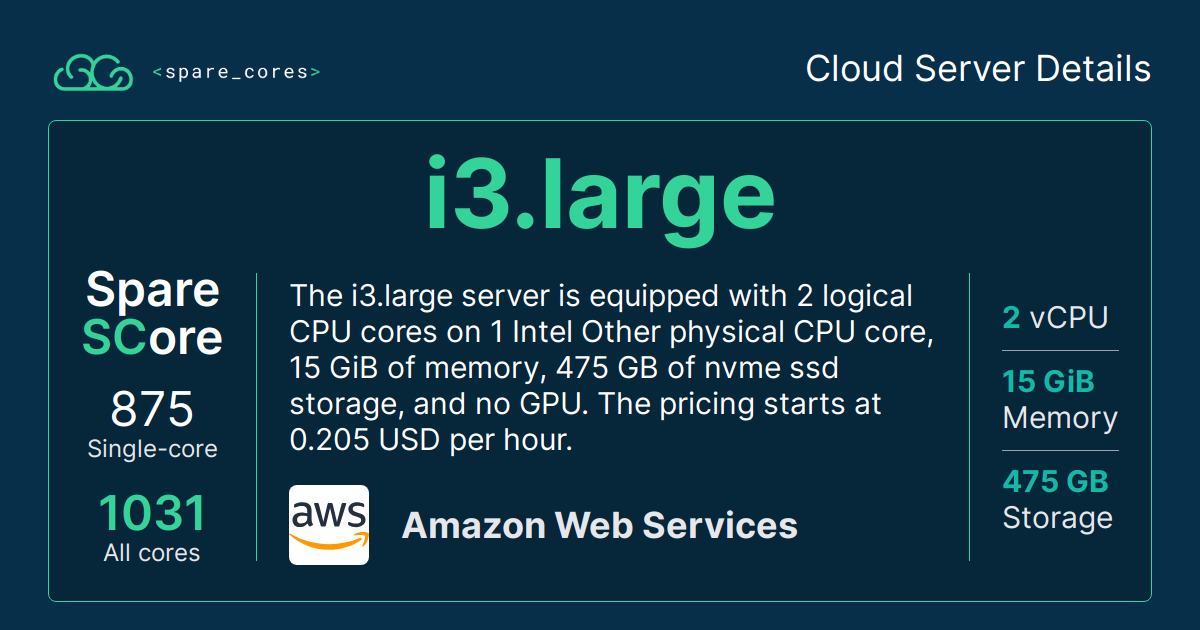 <spare_cores>
Cloud Server Details
i3.large
Spare
SCore
875
Single-core
1031
All cores
The i3.large server is equipped with 2 logical
CPU cores on 1 Intel Other physical CPU core,
15 GiB of memory, 475 GB of nvme ssd
storage, and no GPU. The pricing starts at
0.205 USD per hour.
aws
Amazon Web Services
2 vCPU
15 GiB
Memory
475 GB
Storage